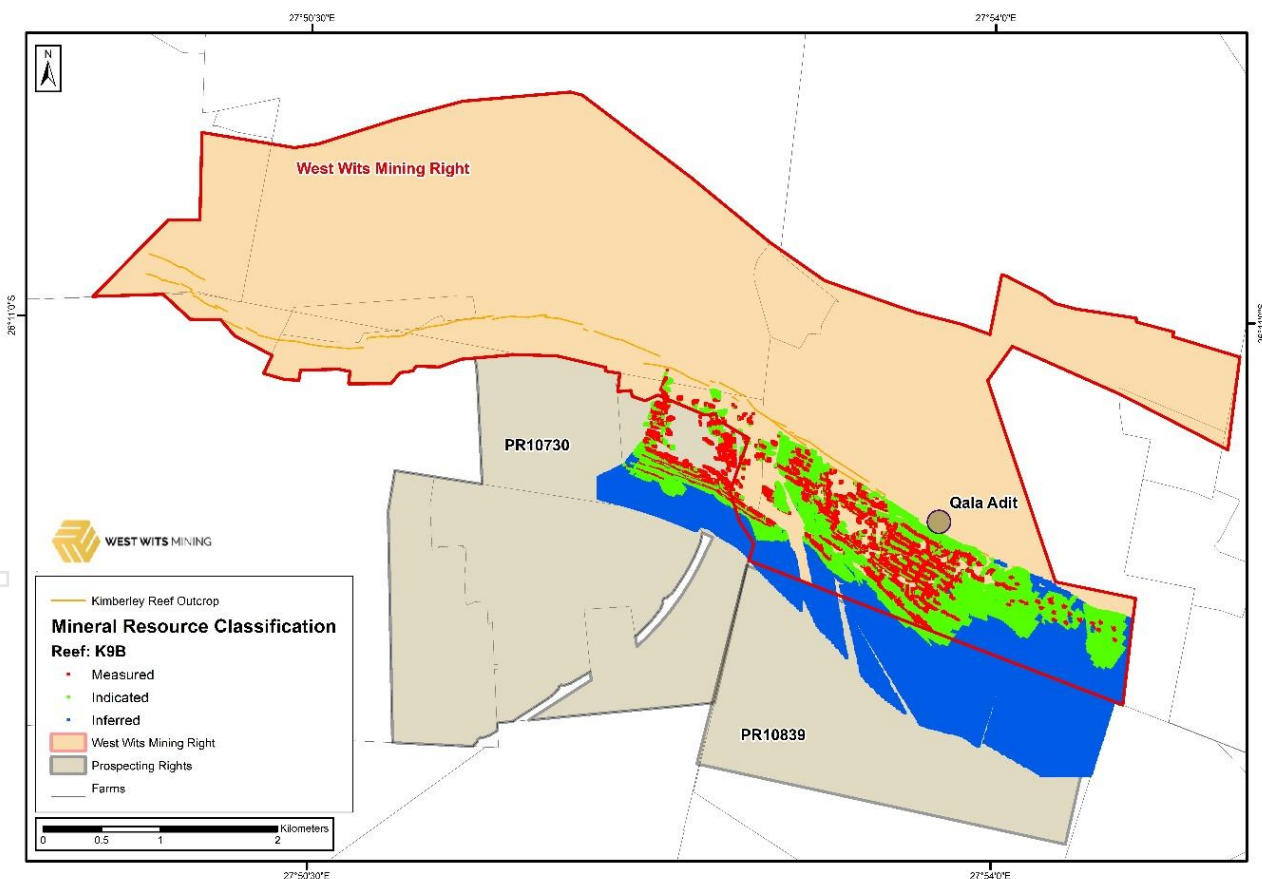 27°50'30"E
27°54'0"E
N
West Wits Mining Right
26°11'0"S
PR10730
Qala Adit
WEST WITS MINING
Kimberley Reef Outcrop
Mineral Resource Classification
Reef: K9B
Measured
Indicated
Inferred
West Wits Mining Right
Prospecting Rights
Farms
PR10839
Kilometers
0 0.5 1 2
27°50'30"E
27°54'0"E